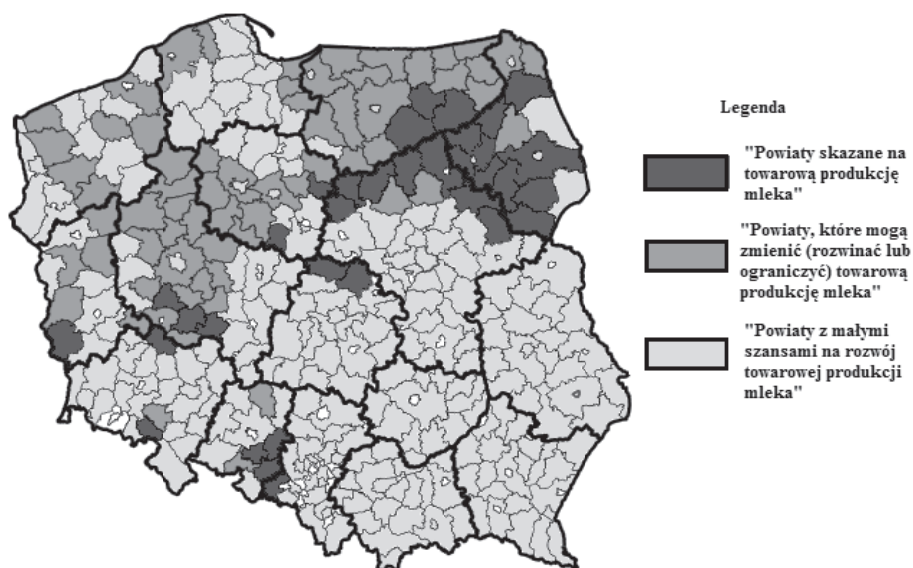 Legenda
"Powiaty skazane na
towarową produkcję
mleka"
"Powiaty, które mogą
zmienić (rozwinać lub
ograniczyć) towarową
produkcję mleka"
"Powiaty z małymi
szansami na rozwój
towarowej produkcji
mleka"